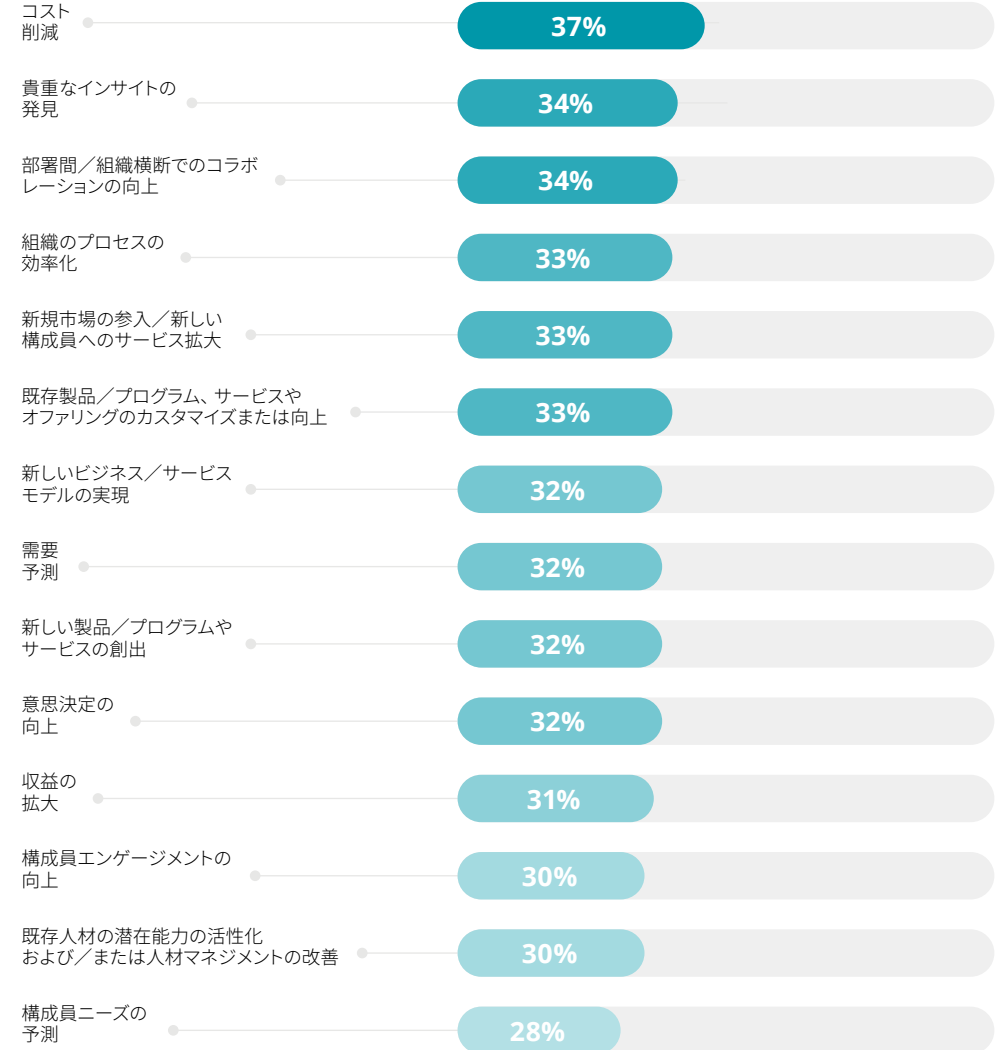 コスト
削減
37%
貴重なインサイトの
発見
34%
部署間／組織横断でのコラボ
レーションの向上
34%
組織のプロセスの
効率化
33%
新規市場の参入／新しい
構成員へのサービス拡大
33%
既存製品／プログラム、サービスや
オファリングのカスタマイズまたは向上
33%
新しいビジネス／サービス
モデルの実現
32%
需要
予測
32%
新しい製品／プログラムや
サービスの創出
32%
意思決定の
向上
32%
収益の
拡大
31%
構成員エンゲージメントの
向上
30%
既存人材の潜在能力の活性化
および／または人材マネジメントの改善
30%
構成員ニーズの
予測
28%